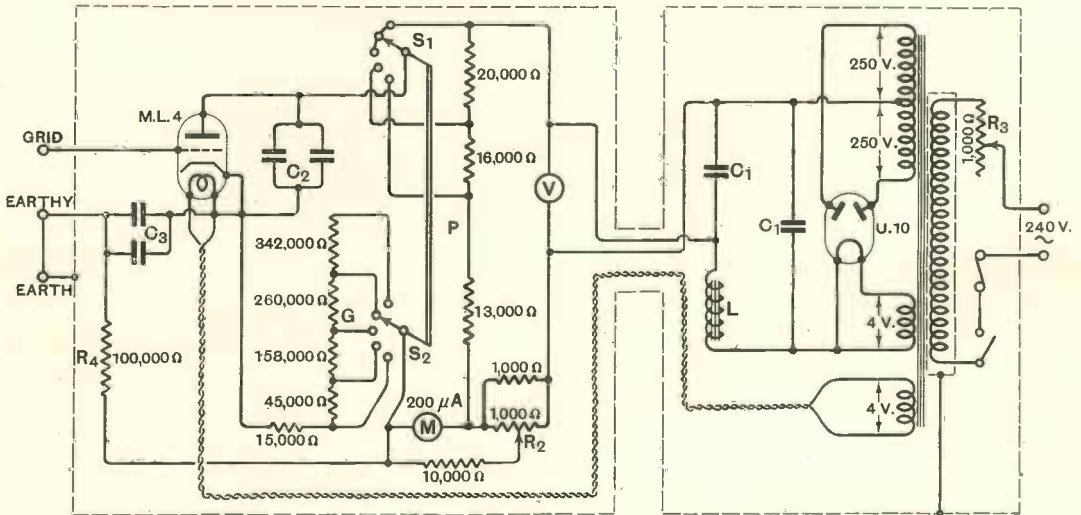 M.L.4
GRID
EARTHY
EARTH
C₃
R₄
100,000 Ω
C₂
S₁
20,000 Ω
16,000 Ω
P
13,000 Ω
342,000 Ω
260,000 Ω
G
158,000 Ω
45,000 Ω
15,000 Ω
S₂
200 μA
M
1,000 Ω
1,000 Ω
R₂
10,000 Ω
V
C₁
C₁
L
250 V.
250 V.
U.10
4 V.
4 V.
1,000 Ω
R₃
240 V.
~